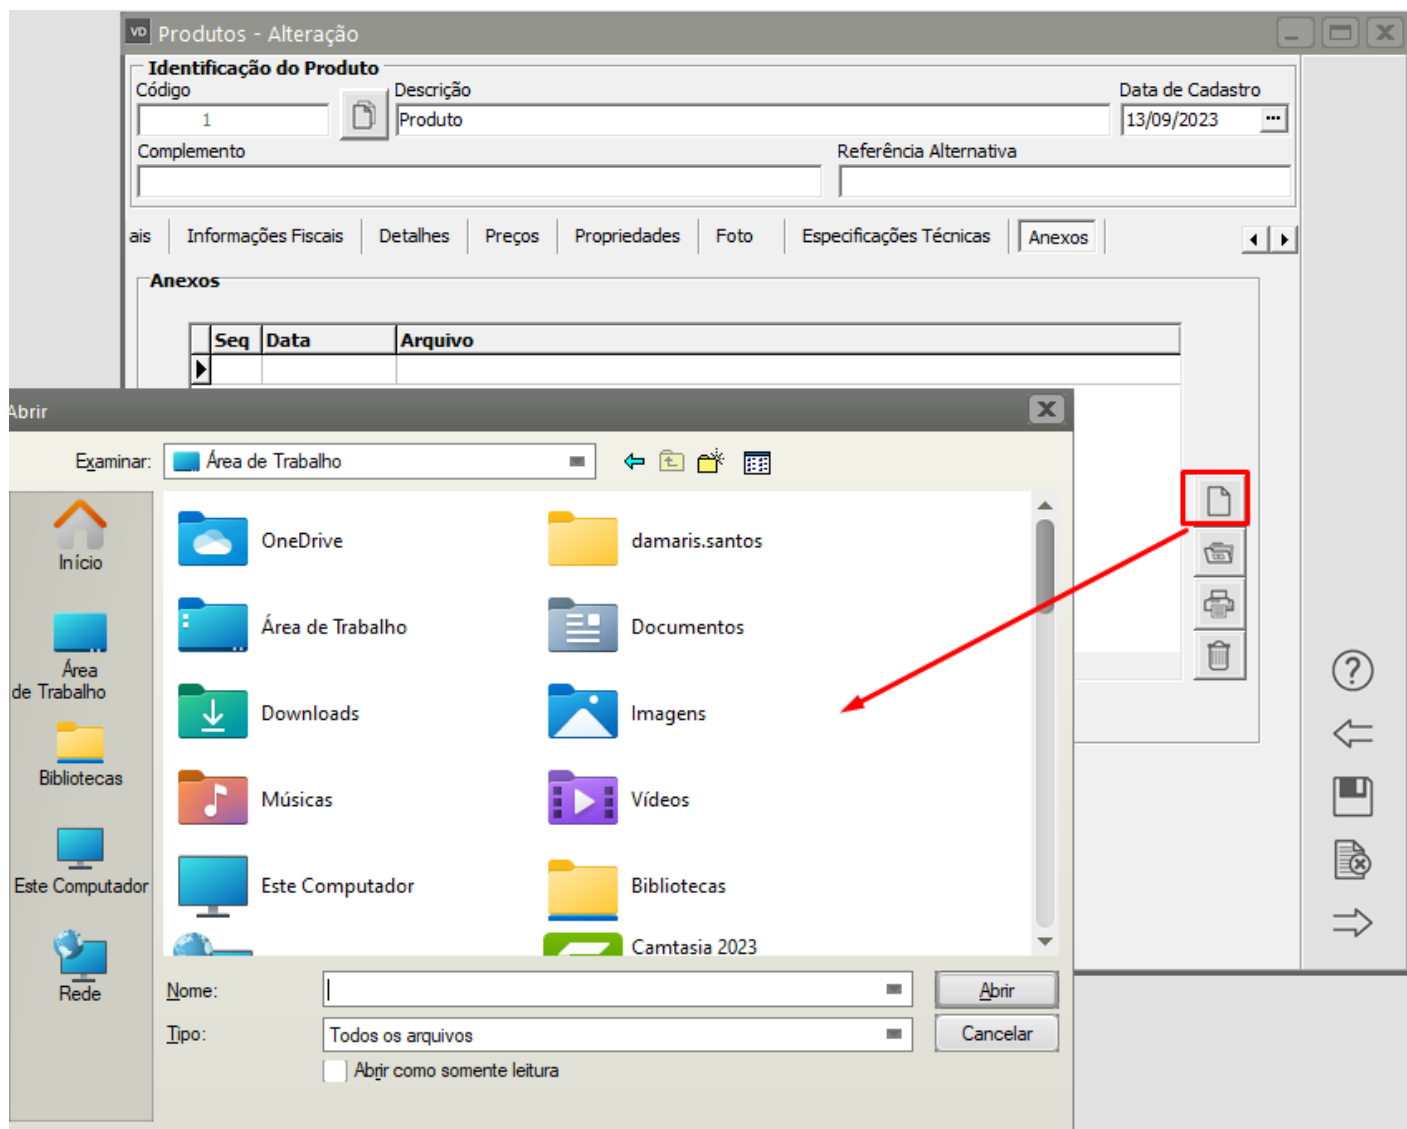 VD Produtos - Alteração
Identificação do Produto
Código
Descrição
Data de Cadastro
1
Produto
13/09/2023
Complemento
Referência Alternativa
ais
Informações Fiscais
Detalhes
Preços
Propriedades
Foto
Especificações Técnicas
Anexos
Anexos
Seq
Data
Arquivo
Abrir
Examinar:
Área de Trabalho
Início
Área
de Trabalho
Bibliotecas
Este Computador
Rede
OneDrive
damaris.santos
Área de Trabalho
Documentos
Downloads
Imagens
Músicas
Vídeos
Este Computador
Bibliotecas
Camtasia 2023
Nome:
Abrir
Tipo:
Todos os arquivos
Cancelar
Abrir como somente leitura